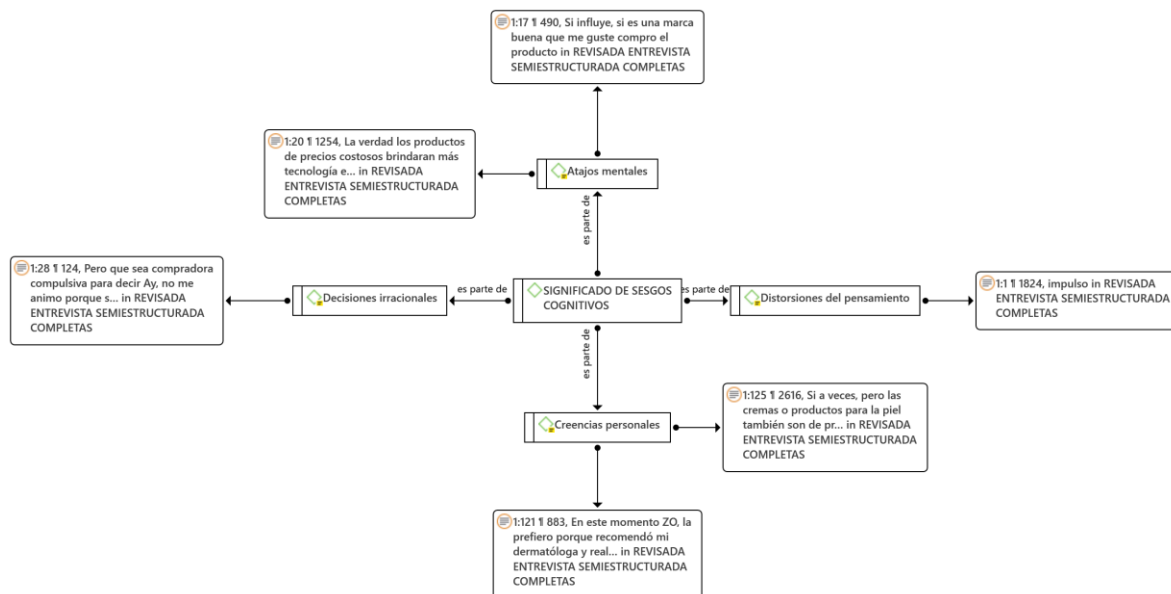 1:17 ¶ 490, Si influye, si es una marca
buena que me guste compro el
producto in REVISADA ENTREVISTA
SEMIESTRUCTURADA COMPLETAS
1:20 ¶ 1254, La verdad los productos
de precios costosos brindaran más
tecnología e... in REVISADA
ENTREVISTA SEMIESTRUCTURADA
COMPLETAS
Atajos mentales
es parte de
1:28 ¶ 124, Pero que sea compradora
compulsiva para decir Ay, no me
animo porque s... in REVISADA
ENTREVISTA SEMIESTRUCTURADA
COMPLETAS
Decisiones irracionales
es parte de
SIGNIFICADO DE SESGOS
COGNITIVOS
es parte de
Distorsiones del pensamiento
1:1 ¶ 1824, impulso in REVISADA
ENTREVISTA SEMIESTRUCTURADA
COMPLETAS
es parte de
Creencias personales
1:125 ¶ 2616, Si a veces, pero las
cremas o productos para la piel
también son de pr... in REVISADA
ENTREVISTA SEMIESTRUCTURADA
COMPLETAS
1:121 ¶ 883, En este momento ZO, la
prefiero porque recomendó mi
dermatóloga y real... in REVISADA
ENTREVISTA SEMIESTRUCTURADA
COMPLETAS